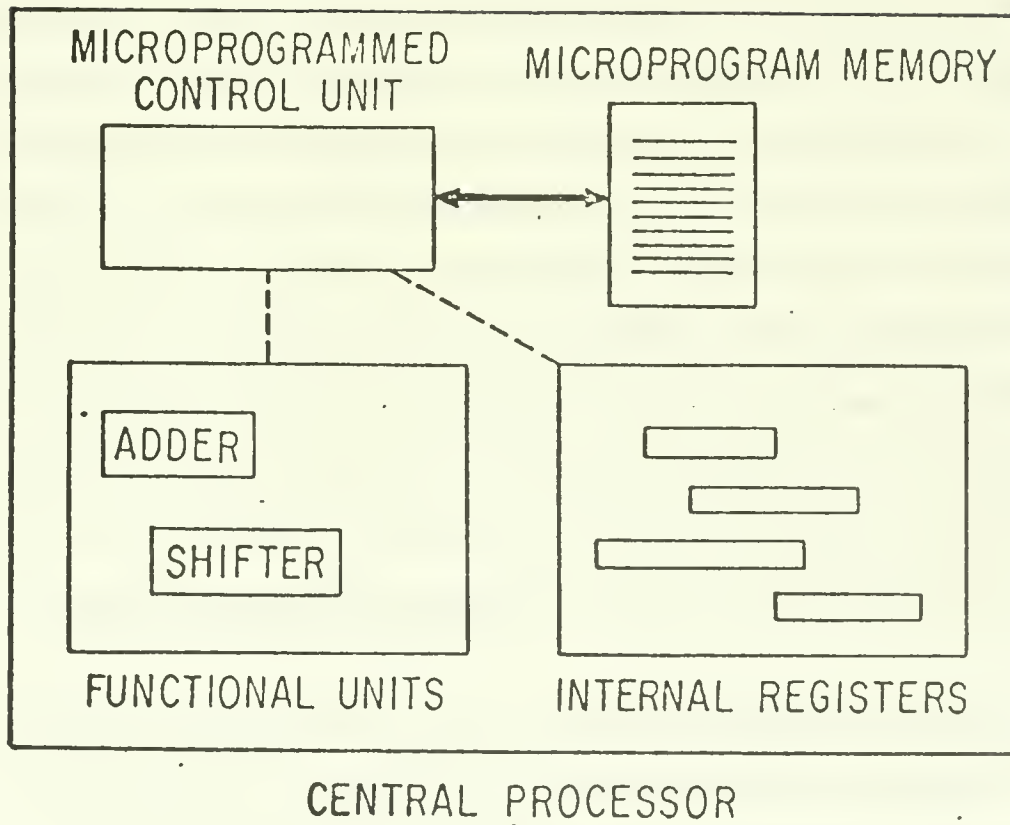 MICROPROGRAMMED
CONTROL UNIT
MICROPROGRAM MEMORY
ADDER
SHIFTER
FUNCTIONAL UNITS
INTERNAL REGISTERS
CENTRAL PROCESSOR